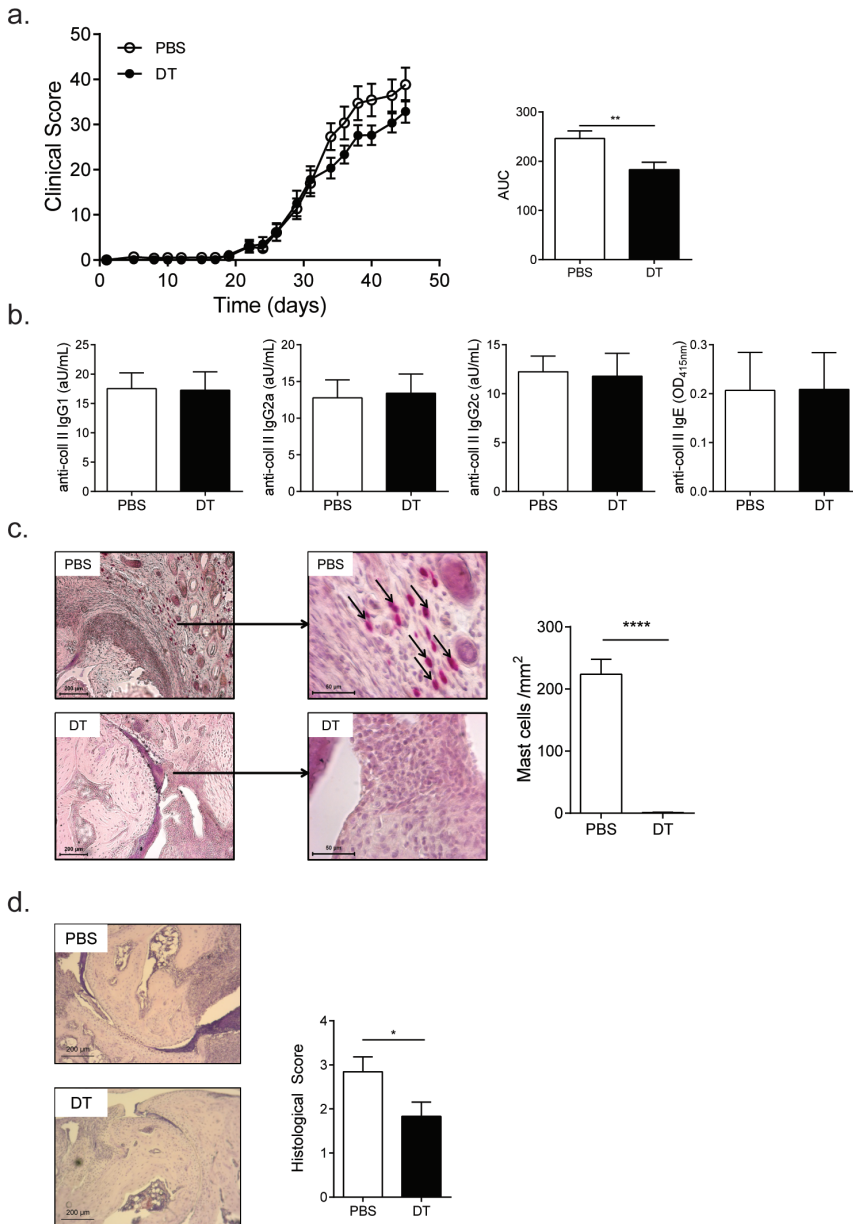 a.
PBS
DT
Clinical Score
50
40
30
20
10
0
0 10 20 30 40 50
Time (days)
AUC
300
200
100
0
**
PBS DT
b.
anti-coll II IgG1 (aU/mL)
25
20
15
10
5
0
PBS DT
anti-coll II IgG2a (aU/mL)
20
15
10
5
0
PBS DT
anti-coll II IgG2c (aU/mL)
15
10
5
0
PBS DT
anti-coll II IgE (OD415nm)
0.3
0.2
0.1
0.0
PBS DT
c.
PBS
200 µm
PBS
50 µm
DT
200 µm
DT
50 µm
Mast cells /mm²
300
200
100
0
****
PBS DT
d.
PBS
200 µm
DT
200 µm
Histological Score
4
3
2
1
0
*
PBS DT